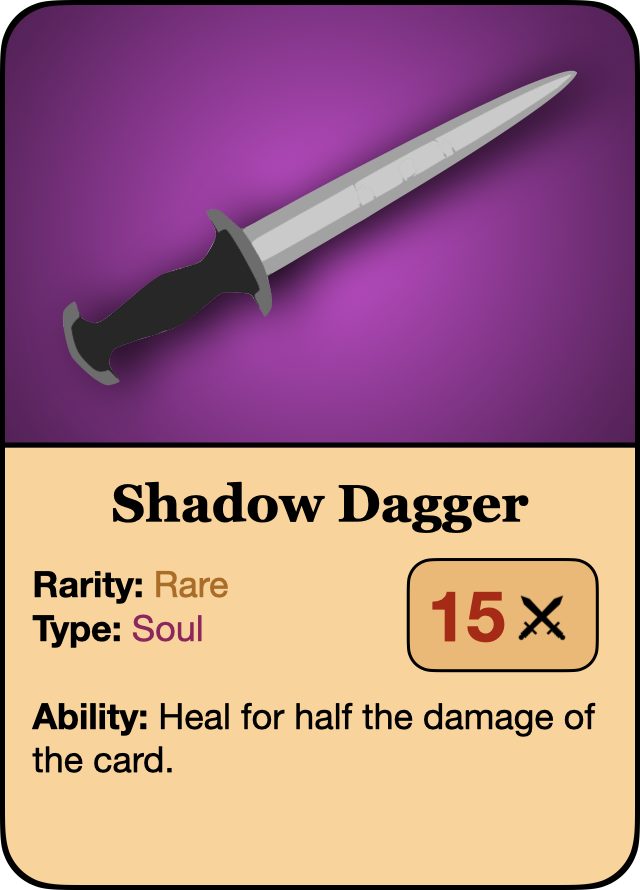 Shadow Dagger
Rarity: Rare
Type: Soul
15
Ability: Heal for half the damage of
the card.